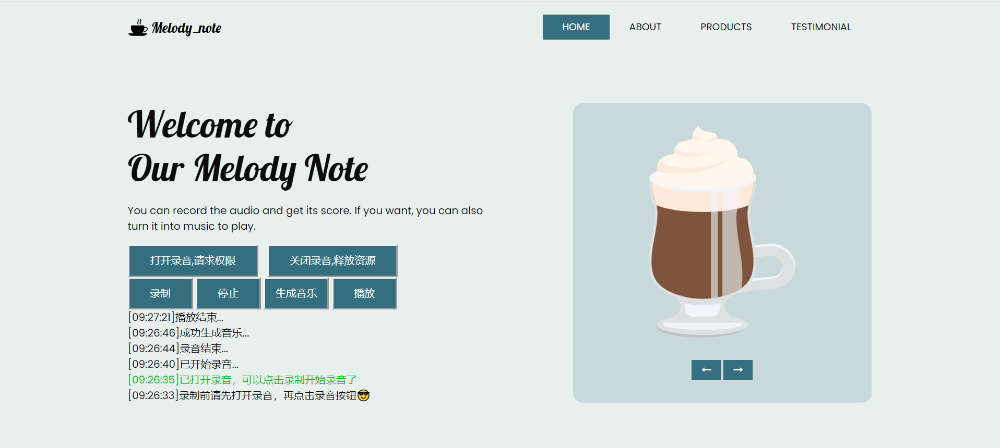 Melody_note
HOME ABOUT PRODUCTS TESTIMONIAL
Welcome to
Our Melody Note
You can record the audio and get its score. If you want, you can also
turn it into music to play.
打开录音,请求权限 关闭录音,释放资源
录制 停止 生成音乐 播放
[09:27:21]播放结束...
[09:26:46]成功生成音乐...
[09:26:44]录音结束...
[09:26:40]已开始录音...
[09:26:35]已打开录音，可以点击录制开始录音了
[09:26:33]录制前请先打开录音，再点击录音按钮😎